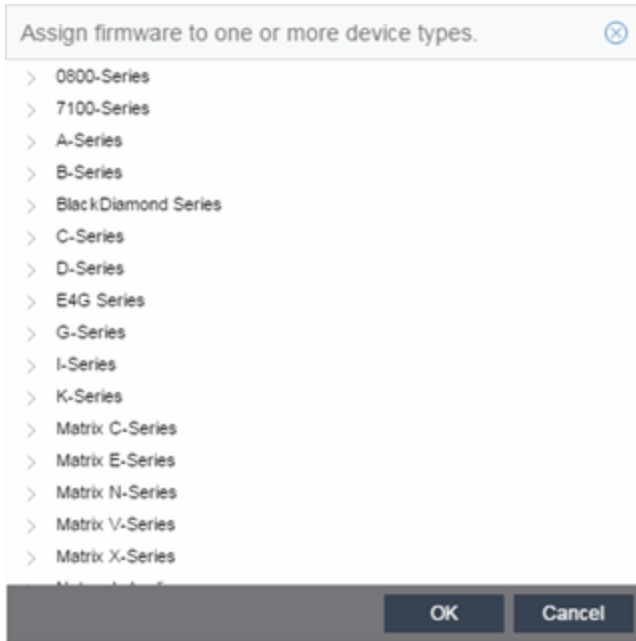 Assign firmware to one or more device types.
0800-Series
7100-Series
A-Series
B-Series
BlackDiamond Series
C-Series
D-Series
E4G Series
G-Series
I-Series
K-Series
Matrix C-Series
Matrix E-Series
Matrix N-Series
Matrix V-Series
Matrix X-Series
OK Cancel